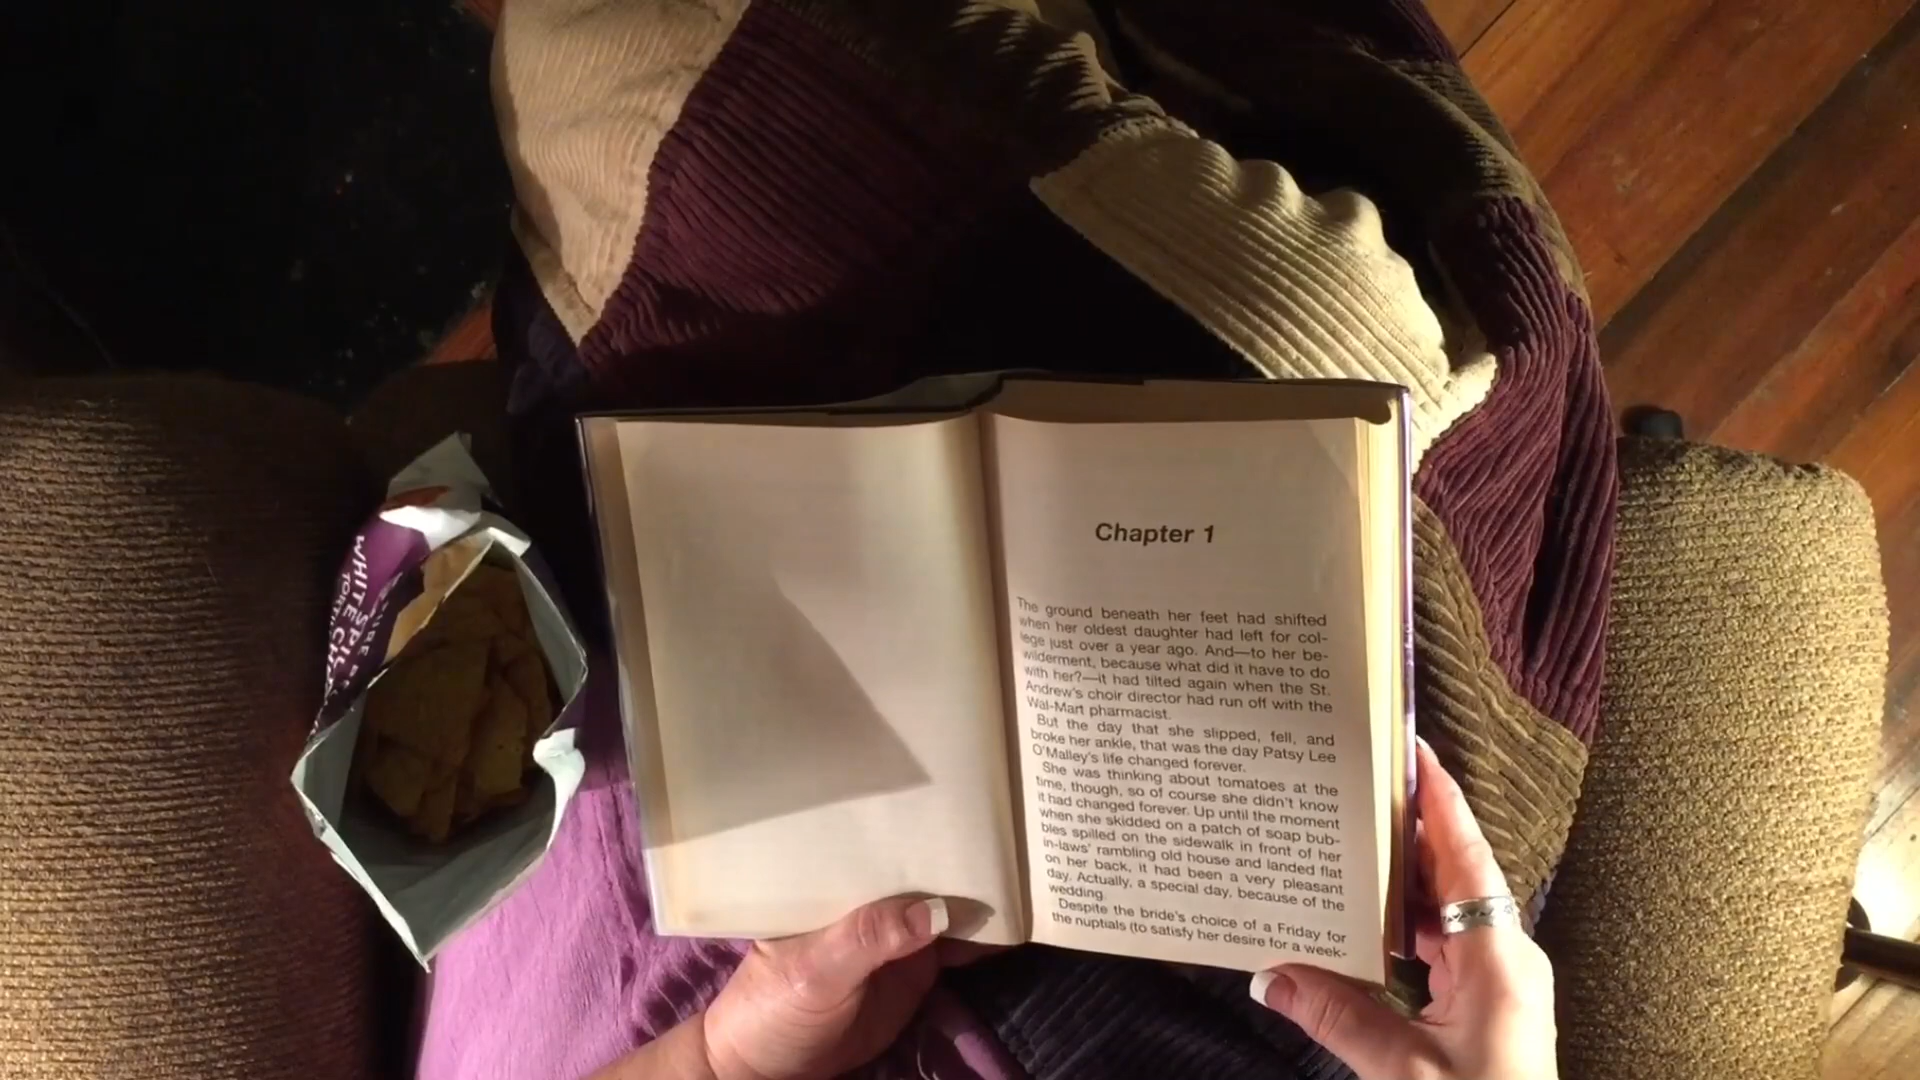 WHITE
Chapter 1
The ground beneath her feet had shifted
when her oldest daughter had left for col-
lege just over a year ago. And—to her be-
wilderment, because what did it have to do
with her?—it had tilted again when the St.
Andrew's choir director had run off with the
Wal-Mart pharmacist.
But the day that she slipped, fell, and
broke her ankle, that was the day Patsy Lee
O'Malley's life changed forever.
She was thinking about tomatoes at the
time, though, so of course she didn't know
it had changed forever. Up until the moment
when she skidded on a patch of soap bub-
bles spilled on the sidewalk in front of her
in-laws' rambling old house and landed flat
on her back, it had been a very pleasant
day. Actually, a special day, because of the
wedding.
Despite the bride's choice of a Friday for
the nuptials (to satisfy her desire for a week-